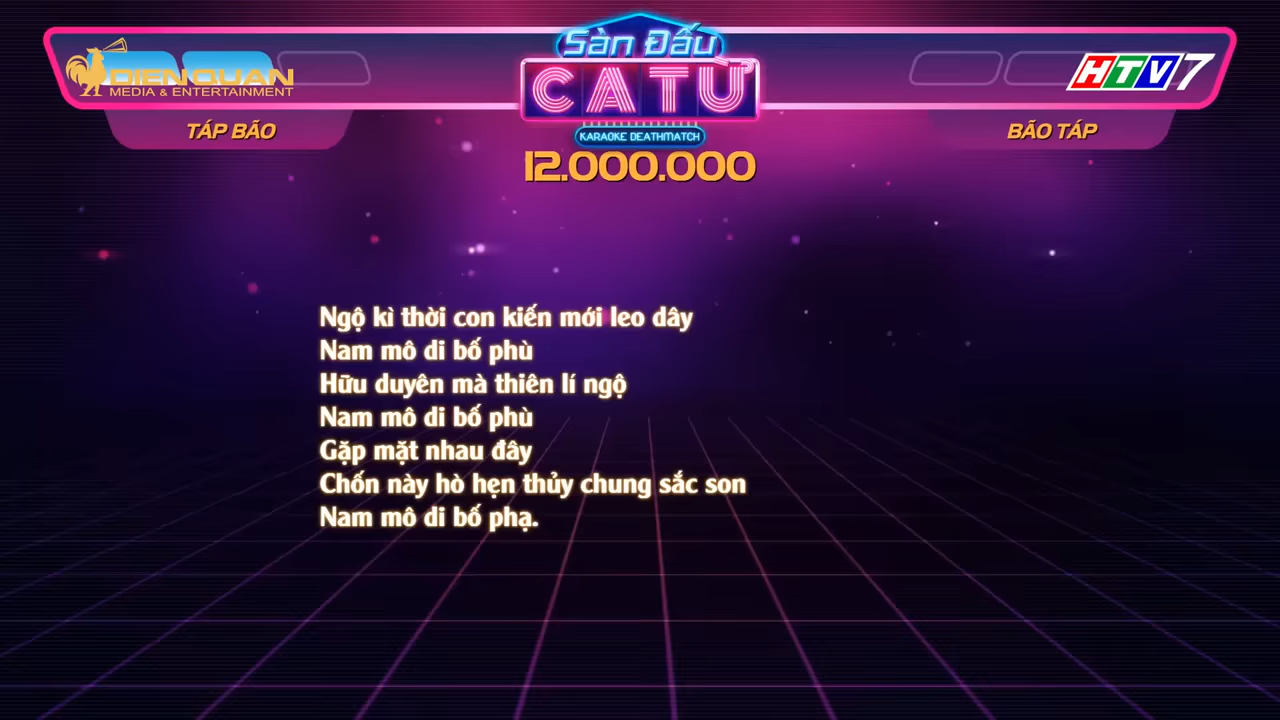 Sàn Đấu
CA TỪ
KARAOKE DEATHMATCH
DIEN QUAN
MEDIA & ENTERTAINMENT
HTV7
TÁP BÃO
BÃO TÁP
12.000.000
Ngộ kì thời con kiến mới leo dây
Nam mô di bố phù
Hữu duyên mà thiên lí ngộ
Nam mô di bố phù
Gặp mặt nhau đây
Chốn này hò hẹn thủy chung sắc son
Nam mô di bố phạ.